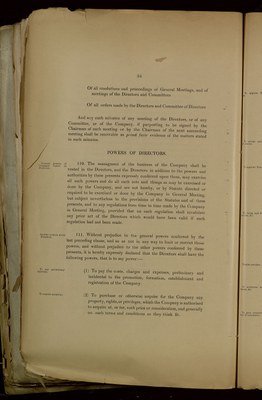 Of all resolutions and proceedings at General Meetings, and of
meetings of the Directors and Committees.
Of all orders made by the Directors and Committee of Directors.
And any such minutes of any meeting of the Directors, or of any
Committee, or of the Company, if purporting to be signed by the
Chairman of such meeting or by the Chairman of the next succeeding
meeting shall be receivable as prima facie evidence of the matters stated
in such minutes.
POWERS OF DIRECTORS.
110. The management of the business of the Company shall be
vested in the Directors, and the Directors in addition to the powers and
authorities by these presents expressly conferred upon them, may exercise
all such powers and do all such acts and things as may be exercised or
done by the Company, and are not hereby, or by Statute directed or
required to be exercised or done by the Company in General Meeting,
but subject nevertheless to the provisions of the Statutes and of these
presents, and to any regulations from time to time made by the Company
in General Meeting, provided that no such regulation shall invalidate
any prior act of the Directors which would have been valid if such
regulation had not been made.
111. Without prejudice to the general powers conferred by the
last preceding clause, and so as not in any way to limit or restrict those
powers, and without prejudice to the other powers conferred by these
presents, it is hereby expressly declared that the Directors shall have the
following powers, that is to say power:—
(1) To pay the costs, charges and expenses, preliminary and
incidental to the promotion, formation, establishment and
registration of the Company.
(2) To purchase or otherwise acquire for the Company any
property, rights, or privileges, which the Company is authorised
to acquire at, or for such price or consideration, and generally
on such terms and conditions as they think fit.